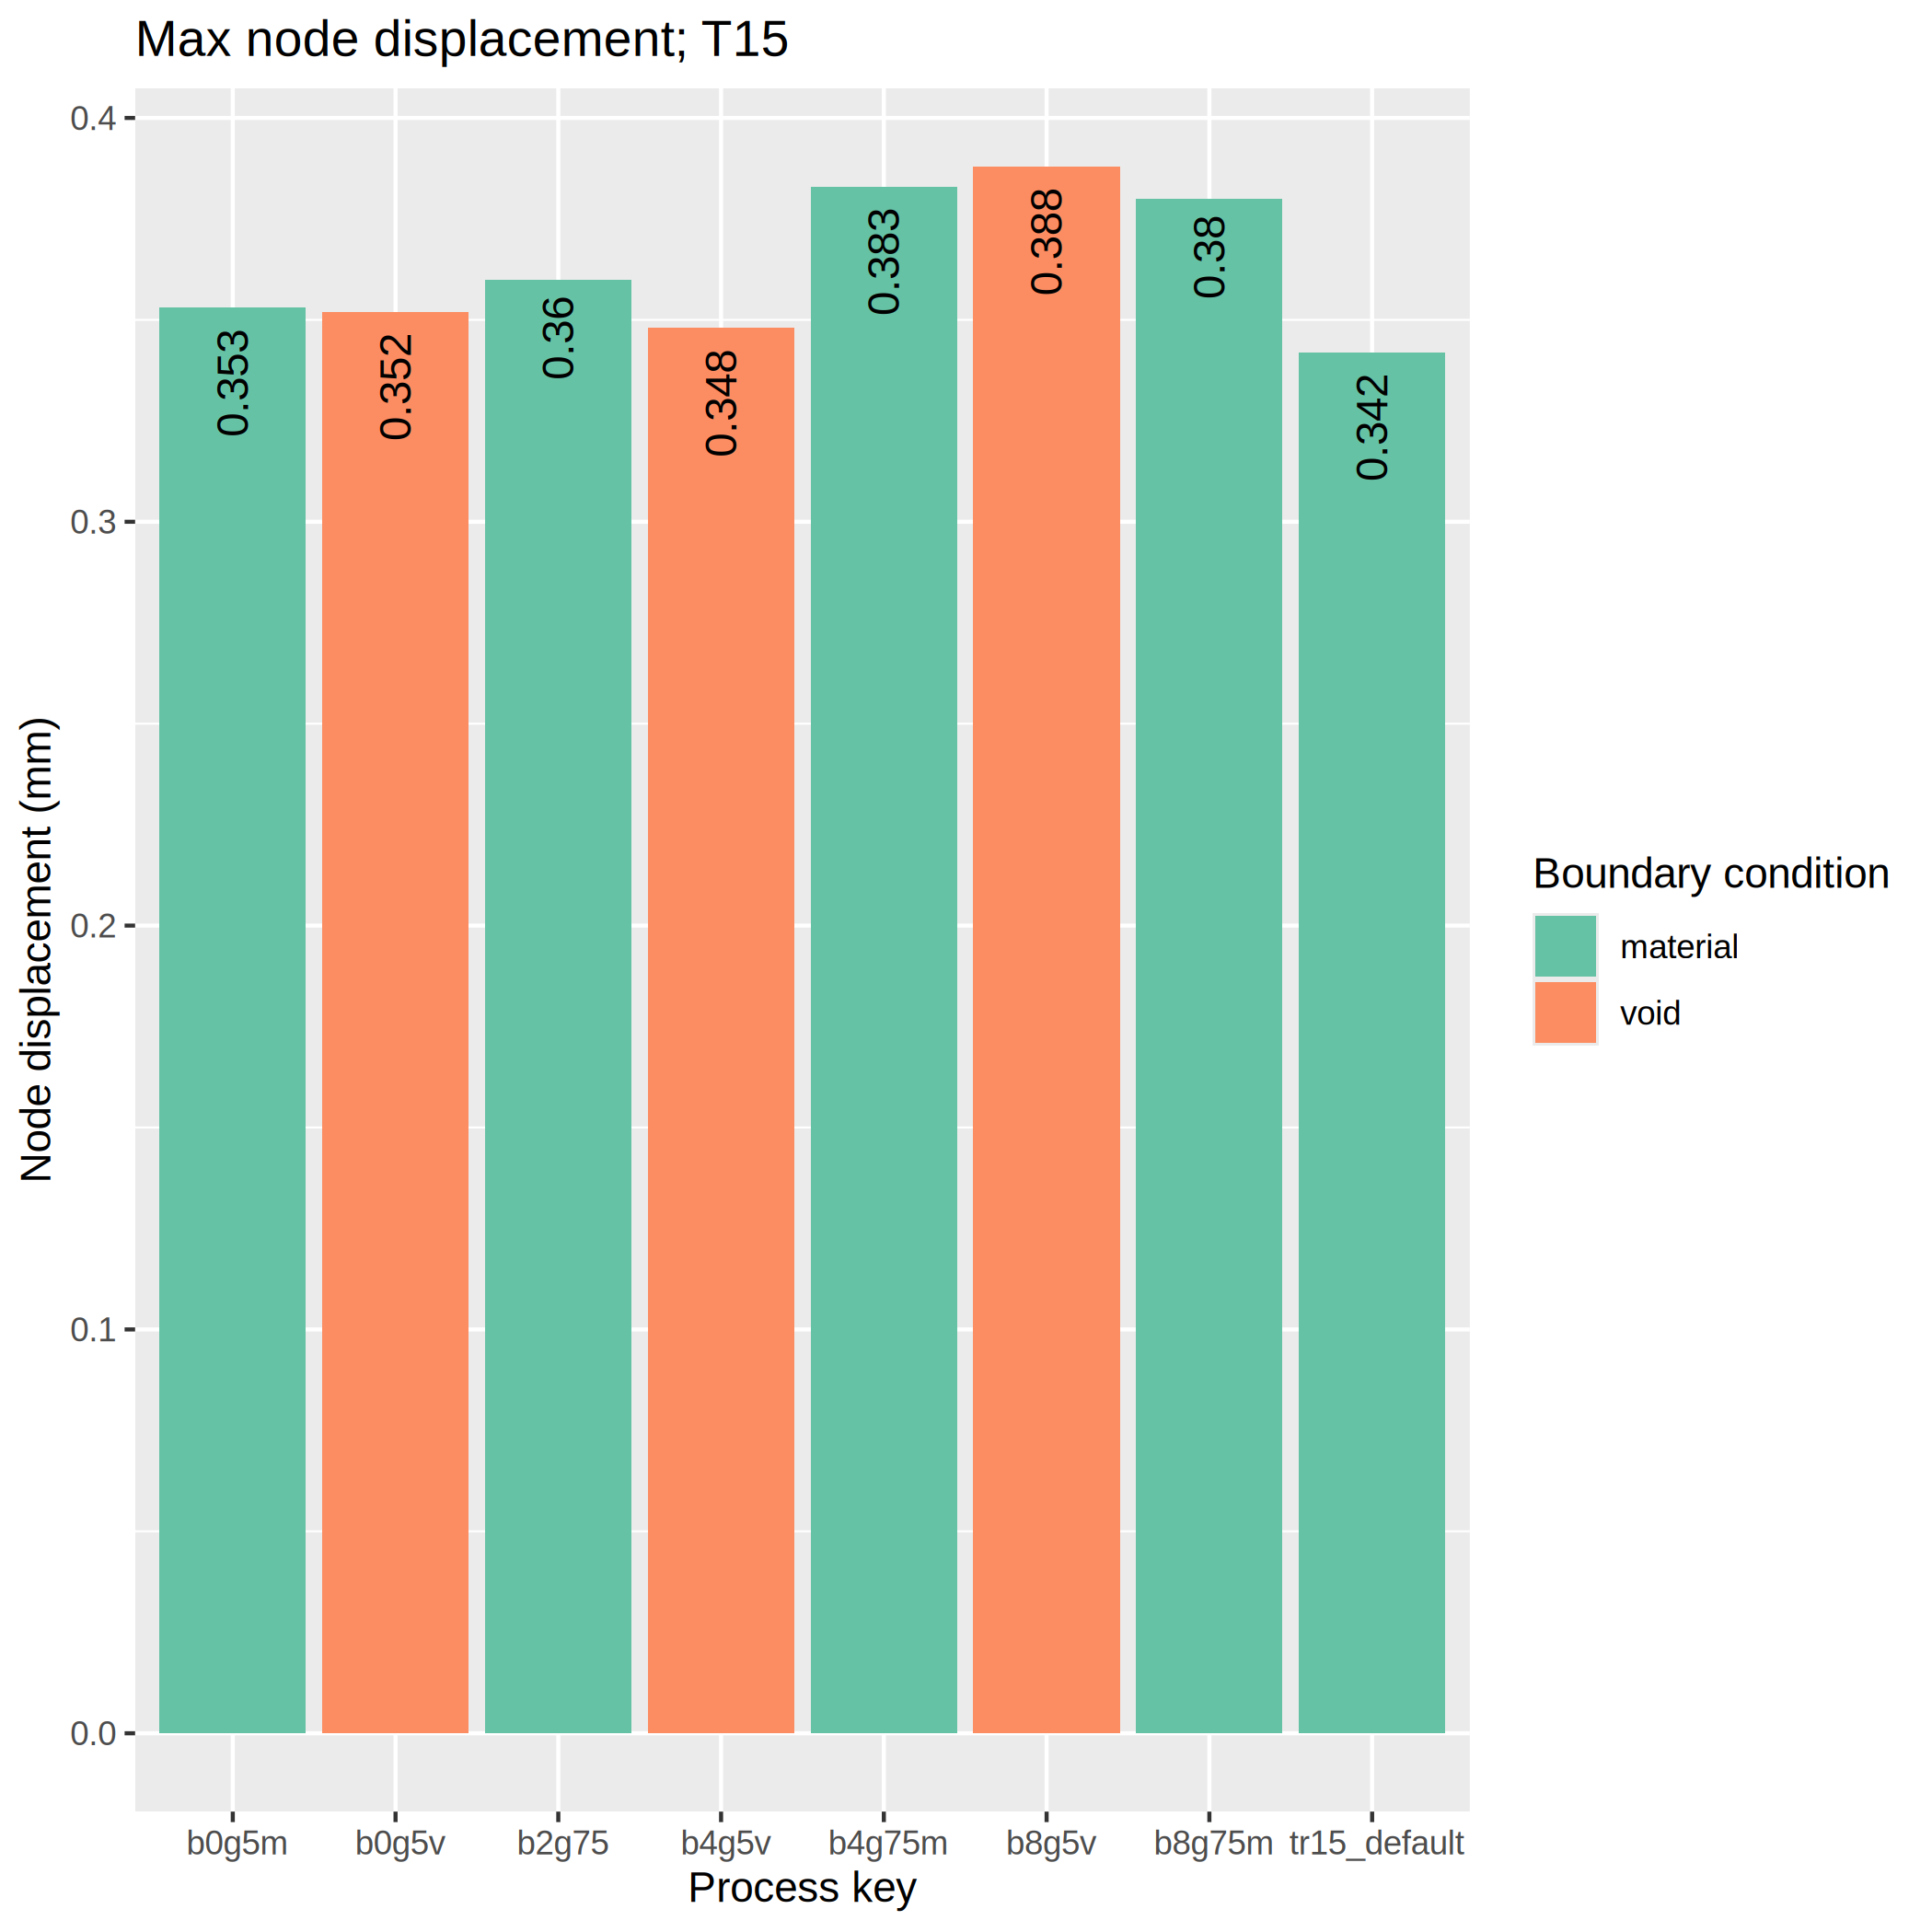 Max node displacement; T15
0.4
0.3
0.2
0.1
0.0
Node displacement (mm)
0.353
0.352
0.36
0.348
0.383
0.388
0.38
0.342
b0g5m
b0g5v
b2g75
b4g5v
b4g75m
b8g5v
b8g75m
tr15_default
Process key
Boundary condition
material
void